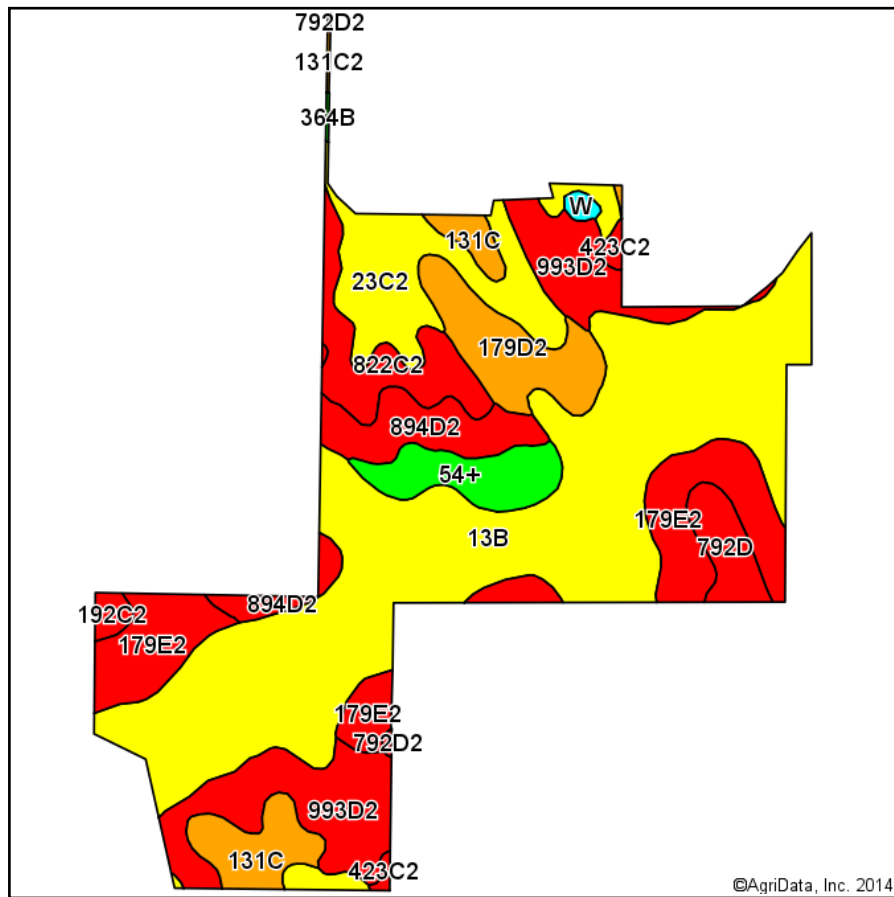 792D2
131C2
364B
W
131C
423C2
993D2
23C2
179D2
822C2
894D2
54+
179E2
13B
792D
894D2
192C2
179E2
179E2
792D2
993D2
131C
423C2
©AgriData, Inc. 2014